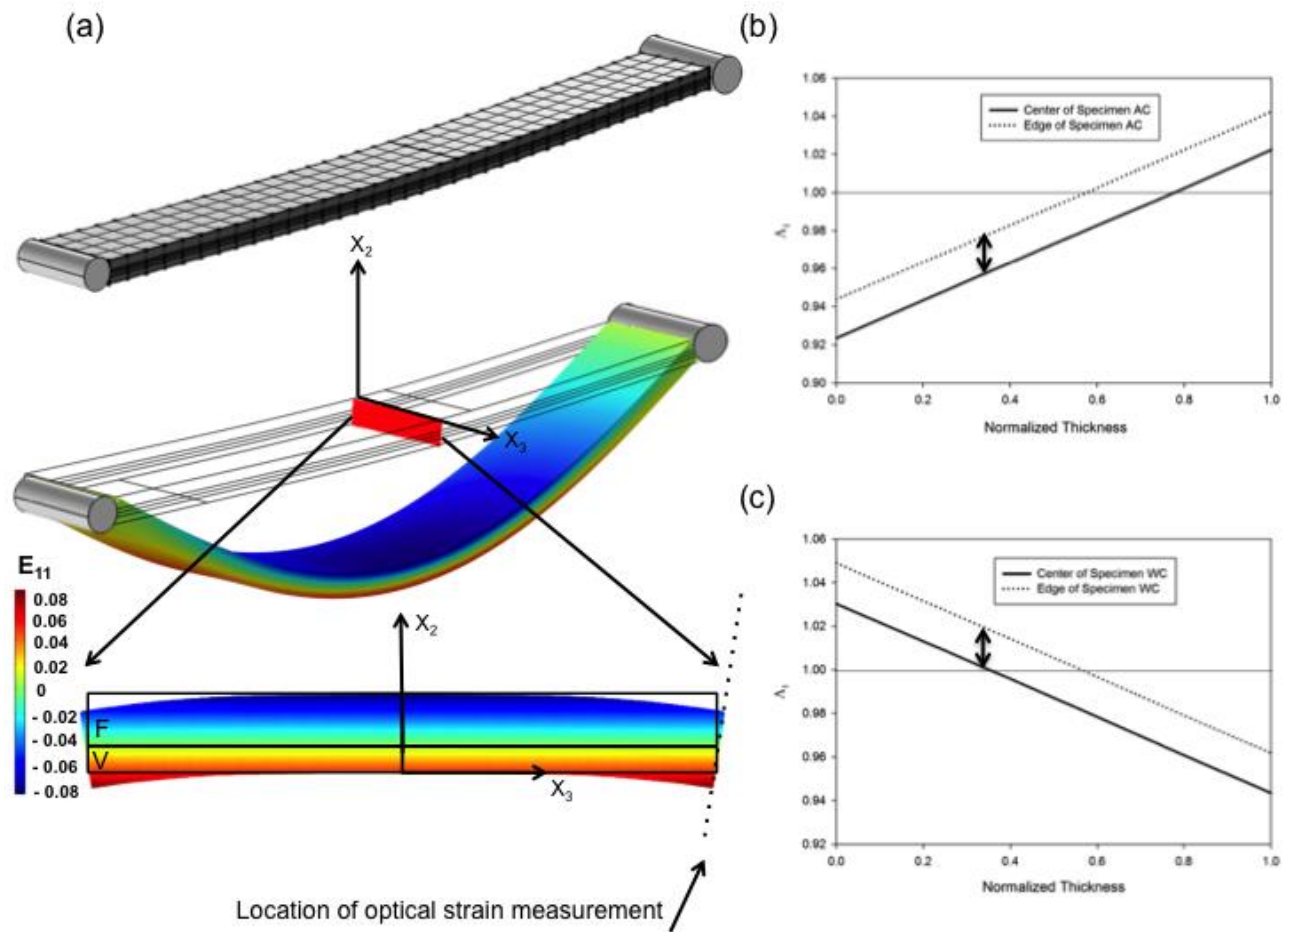 (a)
X2
X3
E11
0.08
0.06
0.04
0.02
0
- 0.02
- 0.04
- 0.06
- 0.08
X2
F
V
X3
Location of optical strain measurement
(b)
1.06
1.04
1.02
1.00
0.98
0.96
0.94
0.92
0.90
Λ1
Center of Specimen AC
Edge of Specimen AC
0.0 0.2 0.4 0.6 0.8 1.0
Normalized Thickness
(c)
1.06
1.04
1.02
1.00
0.98
0.96
0.94
0.92
Λ1
Center of Specimen WC
Edge of Specimen WC
0.0 0.2 0.4 0.6 0.8 1.0
Normalized Thickness